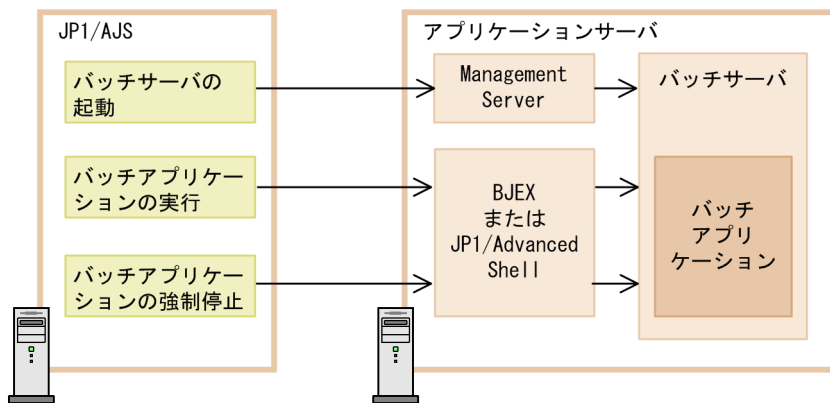 JP1/AJS
バッチサーバの
起動
バッチアプリケー
ションの実行
バッチアプリケー
ションの強制停止
アプリケーションサーバ
Management
Server
BJEX
または
JP1/Advanced
Shell
バッチサーバ
バッチ
アプリ
ケーション